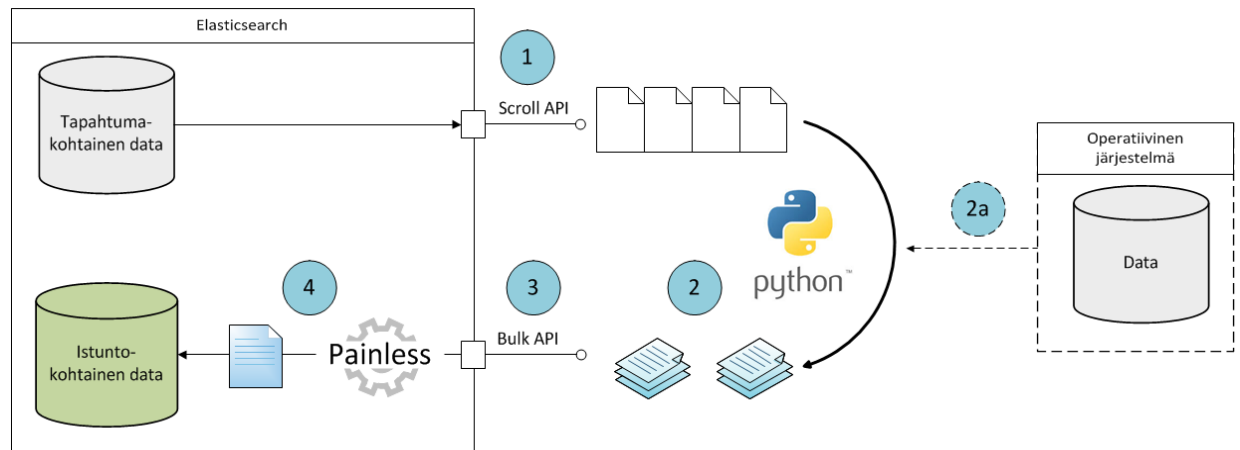 Elasticsearch
1
Scroll API
Tapahtuma-
kohtainen data
Operatiivinen
järjestelmä
2a
Data
python™
4
3
2
Bulk API
Istunto-
kohtainen data
Painless